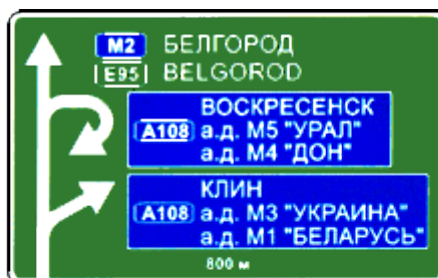 M2 БЕЛГОРОД
E95 BELGOROD
ВОСКРЕСЕНСК
A108 а.д. М5 "УРАЛ"
а.д. М4 "ДОН"
КЛИН
A108 а.д. М3 "УКРАИНА"
а.д. М1 "БЕЛАРУСЬ"
800 м